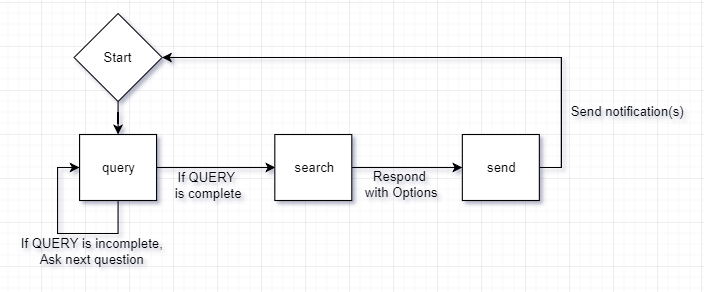 Start
Send notification(s)
query
If QUERY
is complete
search
Respond
with Options
send
If QUERY is incomplete,
Ask next question